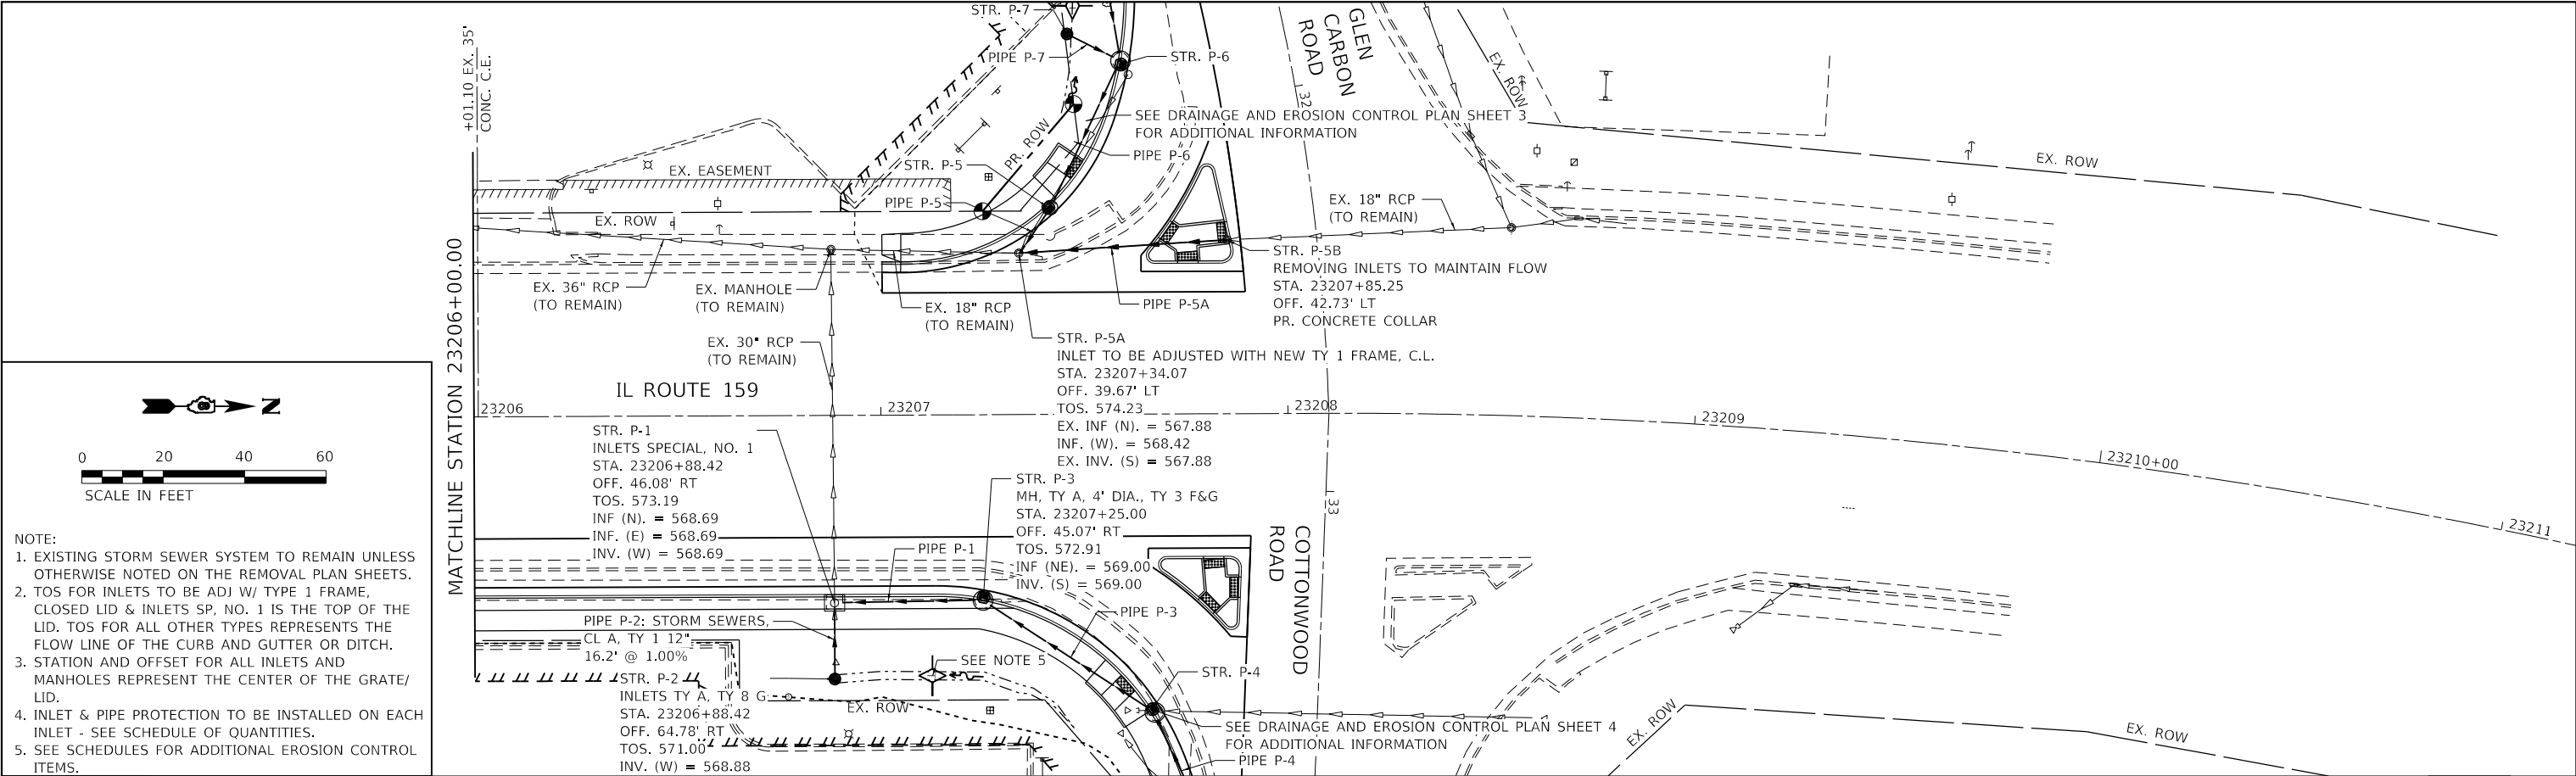 STR. P-7
+01.10 EX. 35'
CONC. C.E.
PIPE P-7
STR. P-6
GLEN
CARBON
ROAD
32
EX. ROW
SEE DRAINAGE AND EROSION CONTROL PLAN SHEET 3
FOR ADDITIONAL INFORMATION
PR. ROW
PIPE P-6
STR. P-5
EX. EASEMENT
EX. ROW
PIPE P-5
EX. ROW
EX. 18" RCP
(TO REMAIN)
STR. P-5B
REMOVING INLETS TO MAINTAIN FLOW
STA. 23207+85.25
OFF. 42.73' LT
PR. CONCRETE COLLAR
EX. 36" RCP
(TO REMAIN)
EX. MANHOLE
(TO REMAIN)
EX. 18" RCP
(TO REMAIN)
PIPE P-5A
MATCHLINE STATION 23206+00.00
EX. 30" RCP
(TO REMAIN)
STR. P-5A
INLET TO BE ADJUSTED WITH NEW TY 1 FRAME, C.L.
STA. 23207+34.07
OFF. 39.67' LT
TOS. 574.23
EX. INF (N). = 567.88
INF. (W). = 568.42
EX. INV. (S) = 567.88
IL ROUTE 159
23206
23207
23208
23209
23210+00
23211
N
0 20 40 60
SCALE IN FEET
STR. P-1
INLETS SPECIAL, NO. 1
STA. 23206+88.42
OFF. 46.08' RT
TOS. 573.19
INF (N). = 568.69
INF. (E) = 568.69
INV. (W) = 568.69
STR. P-3
MH, TY A, 4' DIA., TY 3 F&G
STA. 23207+25.00
OFF. 45.07' RT
TOS. 572.91
INF (NE). = 569.00
INV. (S) = 569.00
33
COTTONWOOD
ROAD
PIPE P-1
PIPE P-3
NOTE:
1. EXISTING STORM SEWER SYSTEM TO REMAIN UNLESS
OTHERWISE NOTED ON THE REMOVAL PLAN SHEETS.
2. TOS FOR INLETS TO BE ADJ W/ TYPE 1 FRAME,
CLOSED LID & INLETS SP, NO. 1 IS THE TOP OF THE
LID. TOS FOR ALL OTHER TYPES REPRESENTS THE
FLOW LINE OF THE CURB AND GUTTER OR DITCH.
3. STATION AND OFFSET FOR ALL INLETS AND
MANHOLES REPRESENT THE CENTER OF THE GRATE/
LID.
4. INLET & PIPE PROTECTION TO BE INSTALLED ON EACH
INLET - SEE SCHEDULE OF QUANTITIES.
5. SEE SCHEDULES FOR ADDITIONAL EROSION CONTROL
ITEMS.
PIPE P-2: STORM SEWERS,
CL A, TY 1 12"
16.2' @ 1.00%
SEE NOTE 5
STR. P-4
STR. P-2
INLETS TY A, TY 8 G
STA. 23206+88.42
OFF. 64.78' RT
TOS. 571.00
INV. (W) = 568.88
EX. ROW
SEE DRAINAGE AND EROSION CONTROL PLAN SHEET 4
FOR ADDITIONAL INFORMATION
PIPE P-4
EX. ROW
EX. ROW